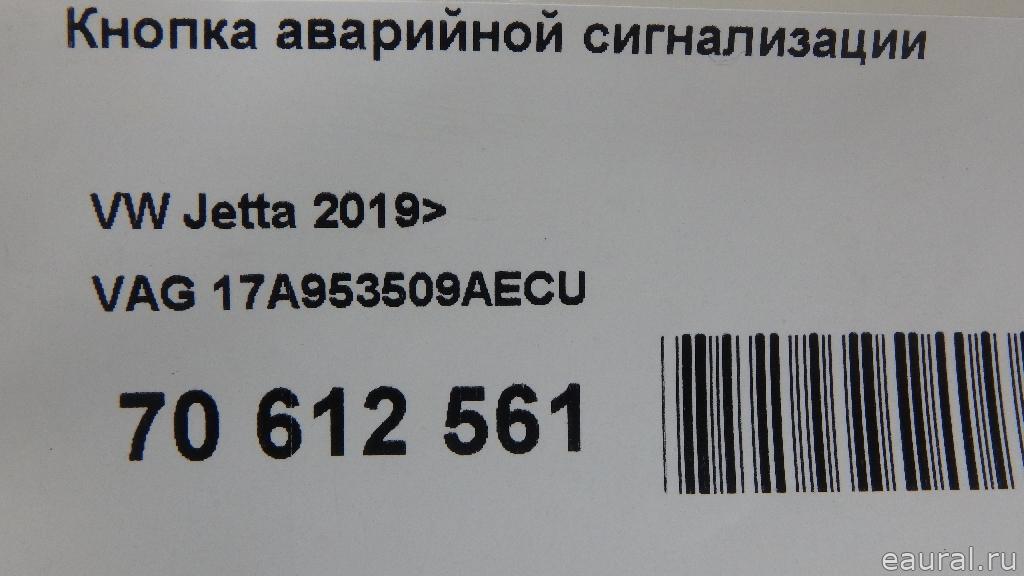 Кнопка аварийной сигнализации
VW Jetta 2019>
VAG 17A953509AECU
70 612 561
eaural.ru